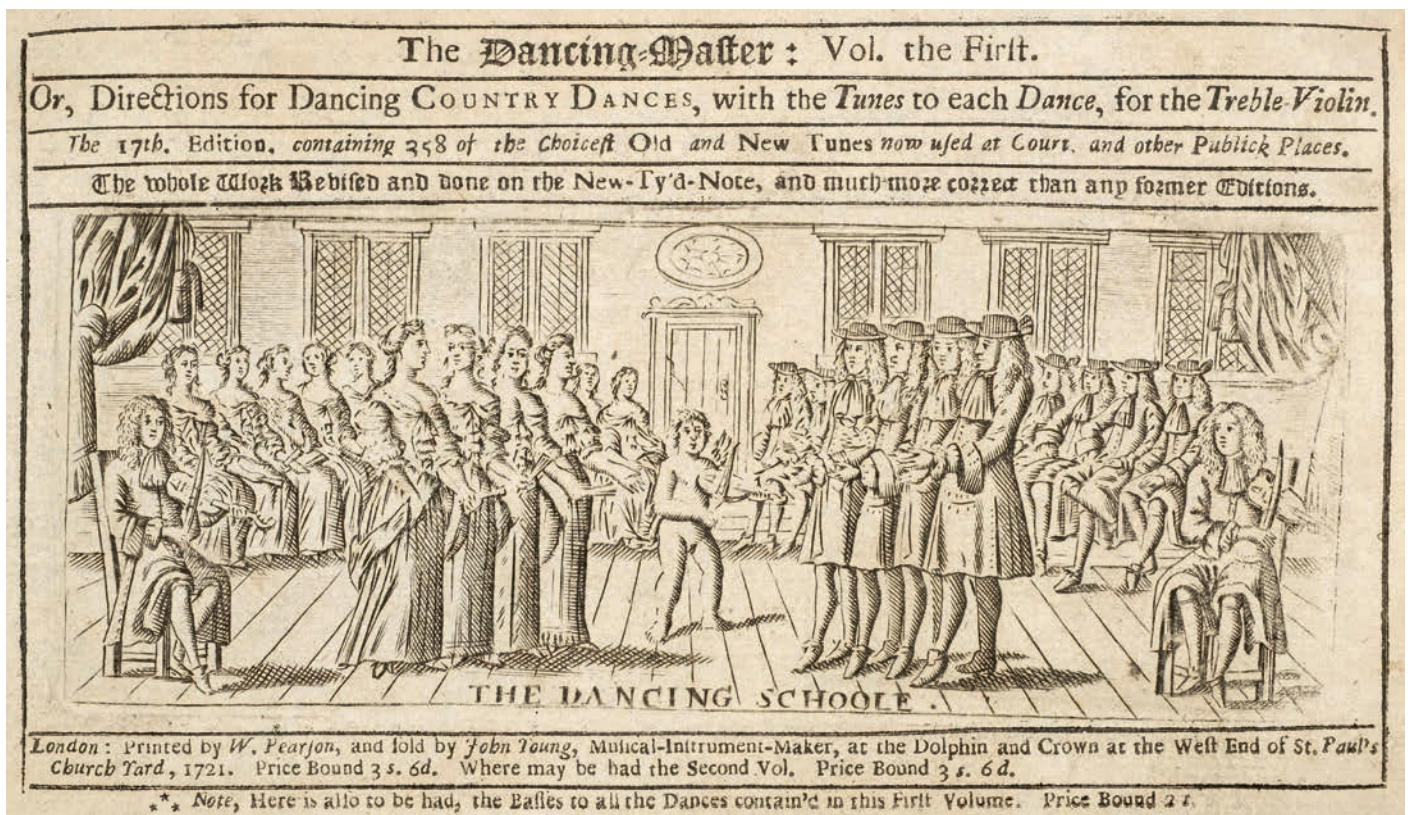 The Dancing-Master: Vol. the Firſt.
Or, Directions for Dancing COUNTRY DANCES, with the Tunes to each Dance, for the Treble-Violin.
The 17th. Edition, containing 358 of the Choiceſt Old and New Tunes now uſed at Court, and other Publick Places.
The whole Work Reviſed and done on the New-Ty'd-Note, and much more correct than any former Editions.
THE DANCING SCHOOLE .
London: Printed by W. Pearſon, and ſold by John Young, Muſical-Inſtrument-Maker, at the Dolphin and Crown at the Weſt End of St. Paul's
Church Yard, 1721. Price Bound 3 s. 6d. Where may be had the Second Vol. Price Bound 3 s. 6 d.
*** Note, Here is alſo to be had, the Baſſes to all the Dances contain'd in this Firſt Volume. Price Bound 2 s.